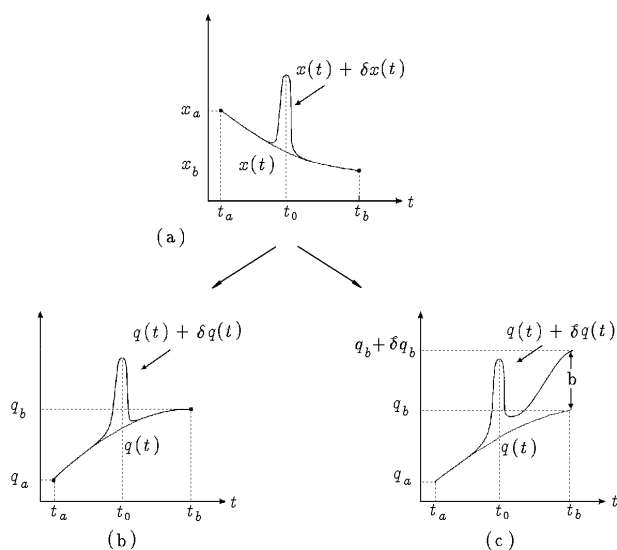 x(t) + δx(t)
x_a
x(t)
x_b
t_a t_0 t_b t
(a)
q(t) + δq(t)
q_b
q(t)
q_a
t_a t_0 t_b t
(b)
q(t) + δq(t)
q_b + δq_b
b
q_b
q(t)
q_a
t_a t_0 t_b t
(c)